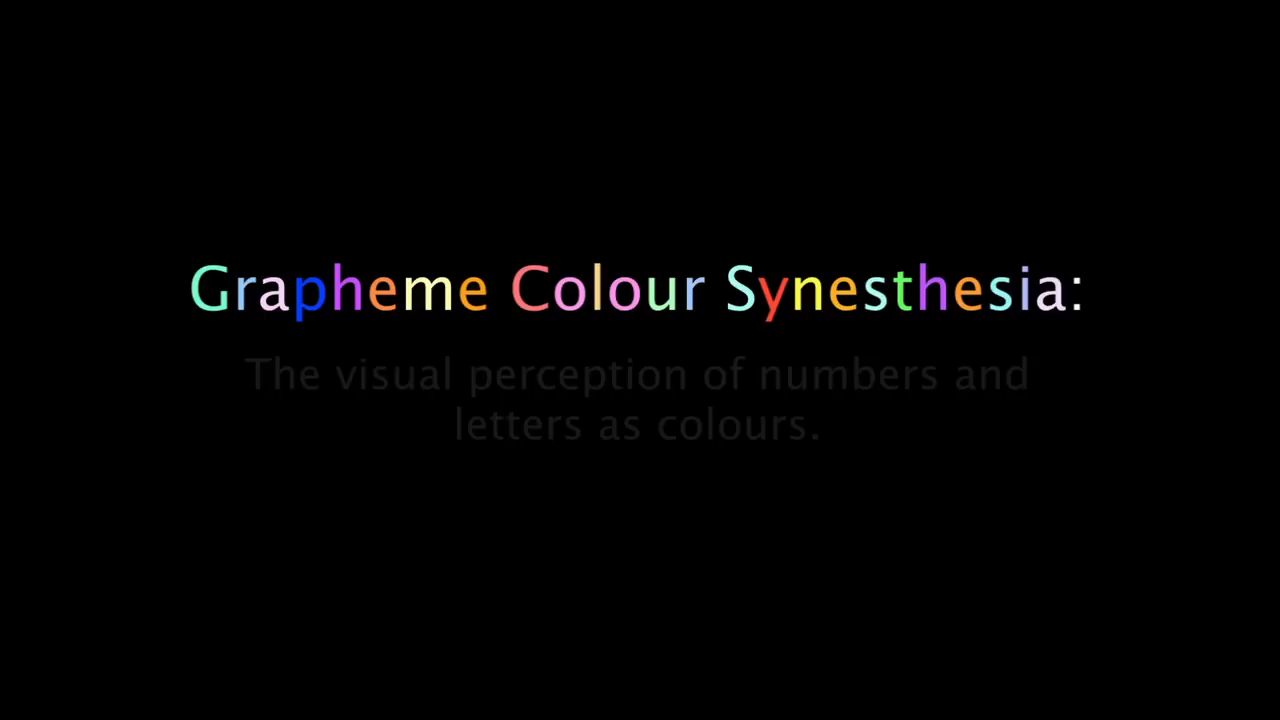 Grapheme Colour Synesthesia:
The visual perception of numbers and
letters as colours.